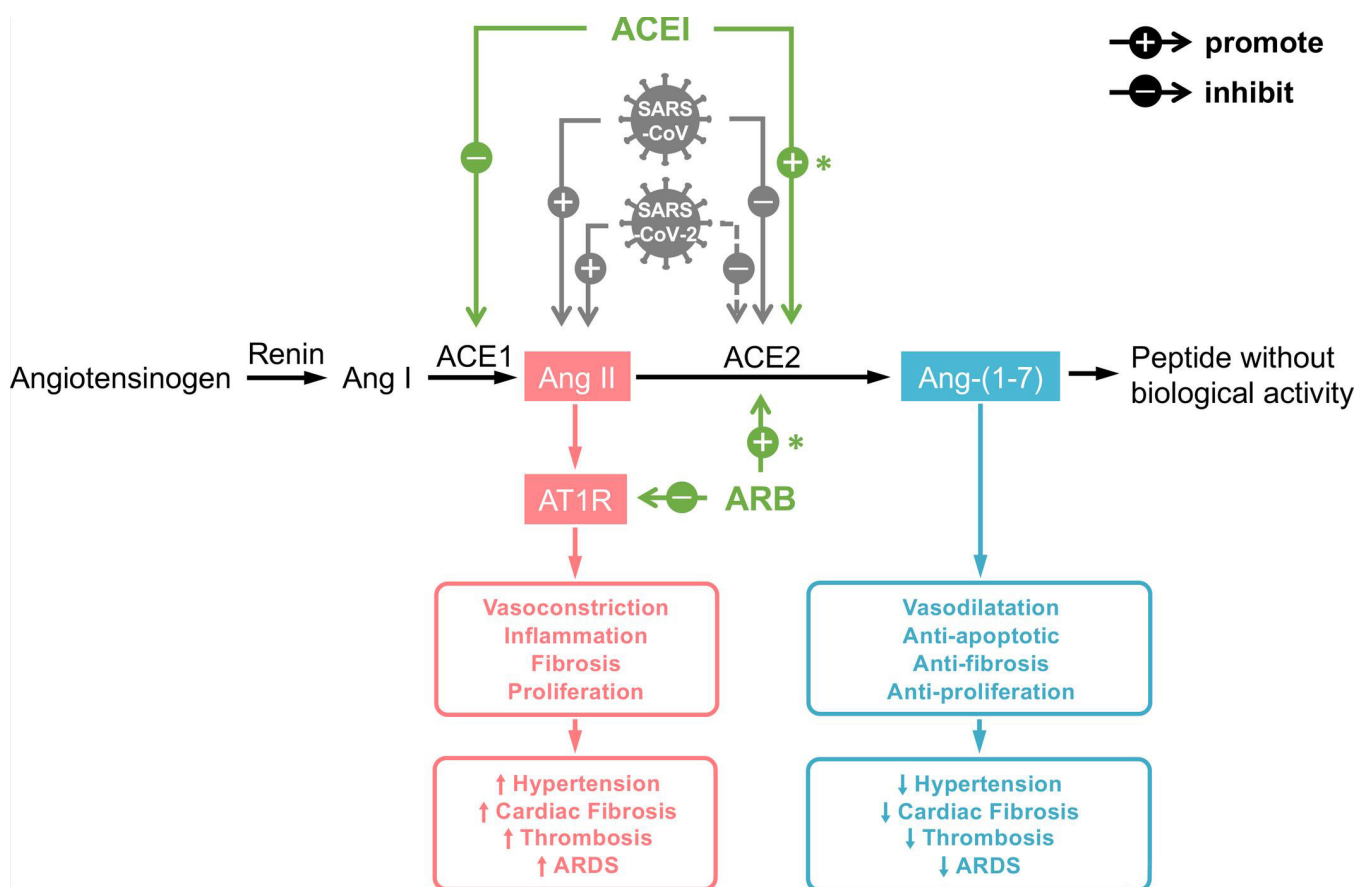 ACEI
promote
inhibit
SARS
-CoV
*
SARS
-CoV-2
Renin
ACE1
ACE2
Angiotensinogen
Ang I
Ang II
Ang-(1-7)
Peptide without
biological activity
*
AT1R
ARB
Vasoconstriction
Inflammation
Fibrosis
Proliferation
Vasodilatation
Anti-apoptotic
Anti-fibrosis
Anti-proliferation
↑ Hypertension
↑ Cardiac Fibrosis
↑ Thrombosis
↑ ARDS
↓ Hypertension
↓ Cardiac Fibrosis
↓ Thrombosis
↓ ARDS